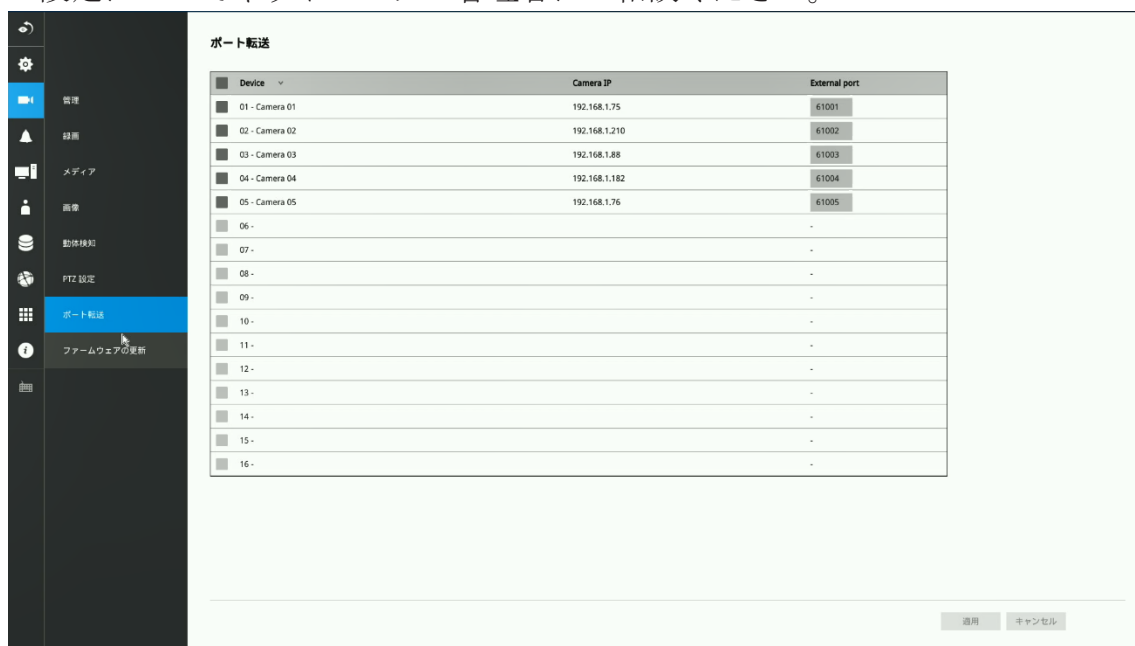 ポート転送
Device Camera IP External port
01 - Camera 01 192.168.1.75 61001
02 - Camera 02 192.168.1.210 61002
03 - Camera 03 192.168.1.88 61003
04 - Camera 04 192.168.1.182 61004
05 - Camera 05 192.168.1.76 61005
06 - -
07 - -
08 - -
09 - -
10 - -
11 - -
12 - -
13 - -
14 - -
15 - -
16 - -
管理
録画
メディア
画像
動体検知
PTZ 設定
ポート転送
ファームウェアの更新
適用 キャンセル